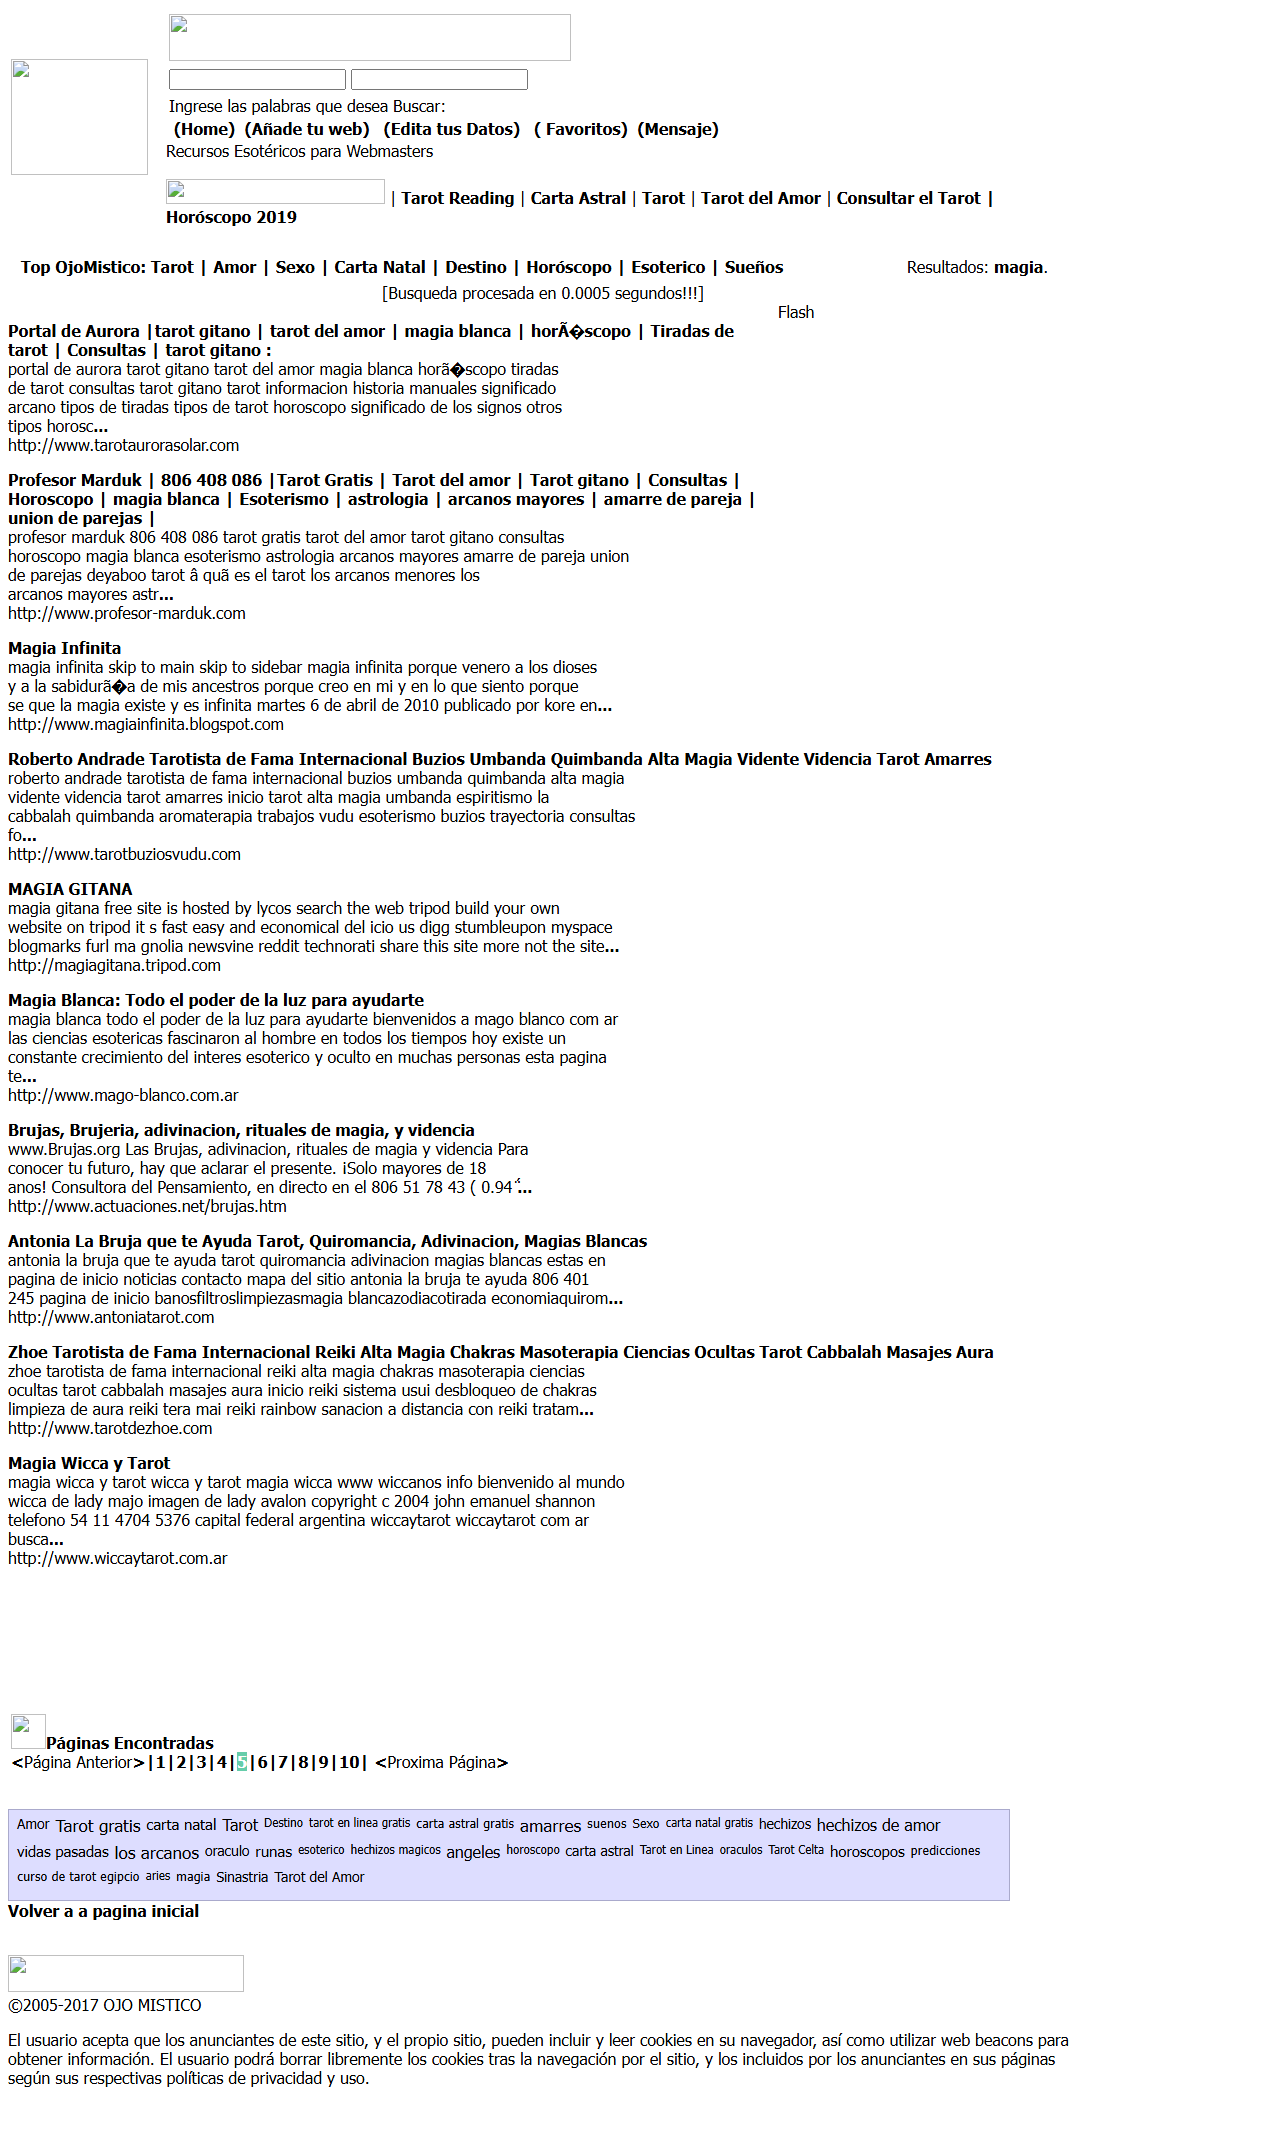 Ingrese las palabras que desea Buscar:
(Home) (Añade tu web) (Edita tus Datos) ( Favoritos) (Mensaje)
Recursos Esotéricos para Webmasters
| Tarot Reading | Carta Astral | Tarot | Tarot del Amor | Consultar el Tarot |
Horóscopo 2019
Top OjoMistico: Tarot | Amor | Sexo | Carta Natal | Destino | Horóscopo | Esoterico | Sueños Resultados: magia.
[Busqueda procesada en 0.0005 segundos!!!]
Flash
Portal de Aurora |tarot gitano | tarot del amor | magia blanca | horÃ�scopo | Tiradas de
tarot | Consultas | tarot gitano :
portal de aurora tarot gitano tarot del amor magia blanca horã�scopo tiradas
de tarot consultas tarot gitano tarot informacion historia manuales significado
arcano tipos de tiradas tipos de tarot horoscopo significado de los signos otros
tipos horosc...
http://www.tarotaurorasolar.com
Profesor Marduk | 806 408 086 |Tarot Gratis | Tarot del amor | Tarot gitano | Consultas |
Horoscopo | magia blanca | Esoterismo | astrologia | arcanos mayores | amarre de pareja |
union de parejas |
profesor marduk 806 408 086 tarot gratis tarot del amor tarot gitano consultas
horoscopo magia blanca esoterismo astrologia arcanos mayores amarre de pareja union
de parejas deyaboo tarot â quã es el tarot los arcanos menores los
arcanos mayores astr...
http://www.profesor-marduk.com
Magia Infinita
magia infinita skip to main skip to sidebar magia infinita porque venero a los dioses
y a la sabidurã�a de mis ancestros porque creo en mi y en lo que siento porque
se que la magia existe y es infinita martes 6 de abril de 2010 publicado por kore en...
http://www.magiainfinita.blogspot.com
Roberto Andrade Tarotista de Fama Internacional Buzios Umbanda Quimbanda Alta Magia Vidente Videncia Tarot Amarres
roberto andrade tarotista de fama internacional buzios umbanda quimbanda alta magia
vidente videncia tarot amarres inicio tarot alta magia umbanda espiritismo la
cabbalah quimbanda aromaterapia trabajos vudu esoterismo buzios trayectoria consultas
fo...
http://www.tarotbuziosvudu.com
MAGIA GITANA
magia gitana free site is hosted by lycos search the web tripod build your own
website on tripod it s fast easy and economical del icio us digg stumbleupon myspace
blogmarks furl ma gnolia newsvine reddit technorati share this site more not the site...
http://magiagitana.tripod.com
Magia Blanca: Todo el poder de la luz para ayudarte
magia blanca todo el poder de la luz para ayudarte bienvenidos a mago blanco com ar
las ciencias esotericas fascinaron al hombre en todos los tiempos hoy existe un
constante crecimiento del interes esoterico y oculto en muchas personas esta pagina
te...
http://www.mago-blanco.com.ar
Brujas, Brujeria, adivinacion, rituales de magia, y videncia
www.Brujas.org Las Brujas, adivinacion, rituales de magia y videncia Para
conocer tu futuro, hay que aclarar el presente. ¡Solo mayores de 18
anos! Consultora del Pensamiento, en directo en el 806 51 78 43 ( 0.94 ...
http://www.actuaciones.net/brujas.htm
Antonia La Bruja que te Ayuda Tarot, Quiromancia, Adivinacion, Magias Blancas
antonia la bruja que te ayuda tarot quiromancia adivinacion magias blancas estas en
pagina de inicio noticias contacto mapa del sitio antonia la bruja te ayuda 806 401
245 pagina de inicio banosfiltroslimpiezasmagia blancazodiacotirada economiaquirom...
http://www.antoniatarot.com
Zhoe Tarotista de Fama Internacional Reiki Alta Magia Chakras Masoterapia Ciencias Ocultas Tarot Cabbalah Masajes Aura
zhoe tarotista de fama internacional reiki alta magia chakras masoterapia ciencias
ocultas tarot cabbalah masajes aura inicio reiki sistema usui desbloqueo de chakras
limpieza de aura reiki tera mai reiki rainbow sanacion a distancia con reiki tratam...
http://www.tarotdezhoe.com
Magia Wicca y Tarot
magia wicca y tarot wicca y tarot magia wicca www wiccanos info bienvenido al mundo
wicca de lady majo imagen de lady avalon copyright c 2004 john emanuel shannon
telefono 54 11 4704 5376 capital federal argentina wiccaytarot wiccaytarot com ar
busca...
http://www.wiccaytarot.com.ar
Páginas Encontradas
<Página Anterior>|1|2|3|4|5|6|7|8|9|10| <Proxima Página>
Amor Tarot gratis carta natal Tarot Destino tarot en linea gratis carta astral gratis amarres suenos Sexo carta natal gratis hechizos hechizos de amor
vidas pasadas los arcanos oraculo runas esoterico hechizos magicos angeles horoscopo carta astral Tarot en Linea oraculos Tarot Celta horoscopos predicciones
curso de tarot egipcio aries magia Sinastria Tarot del Amor
Volver a a pagina inicial
©2005-2017 OJO MISTICO
El usuario acepta que los anunciantes de este sitio, y el propio sitio, pueden incluir y leer cookies en su navegador, así como utilizar web beacons para
obtener información. El usuario podrá borrar libremente los cookies tras la navegación por el sitio, y los incluidos por los anunciantes en sus páginas
según sus respectivas políticas de privacidad y uso.